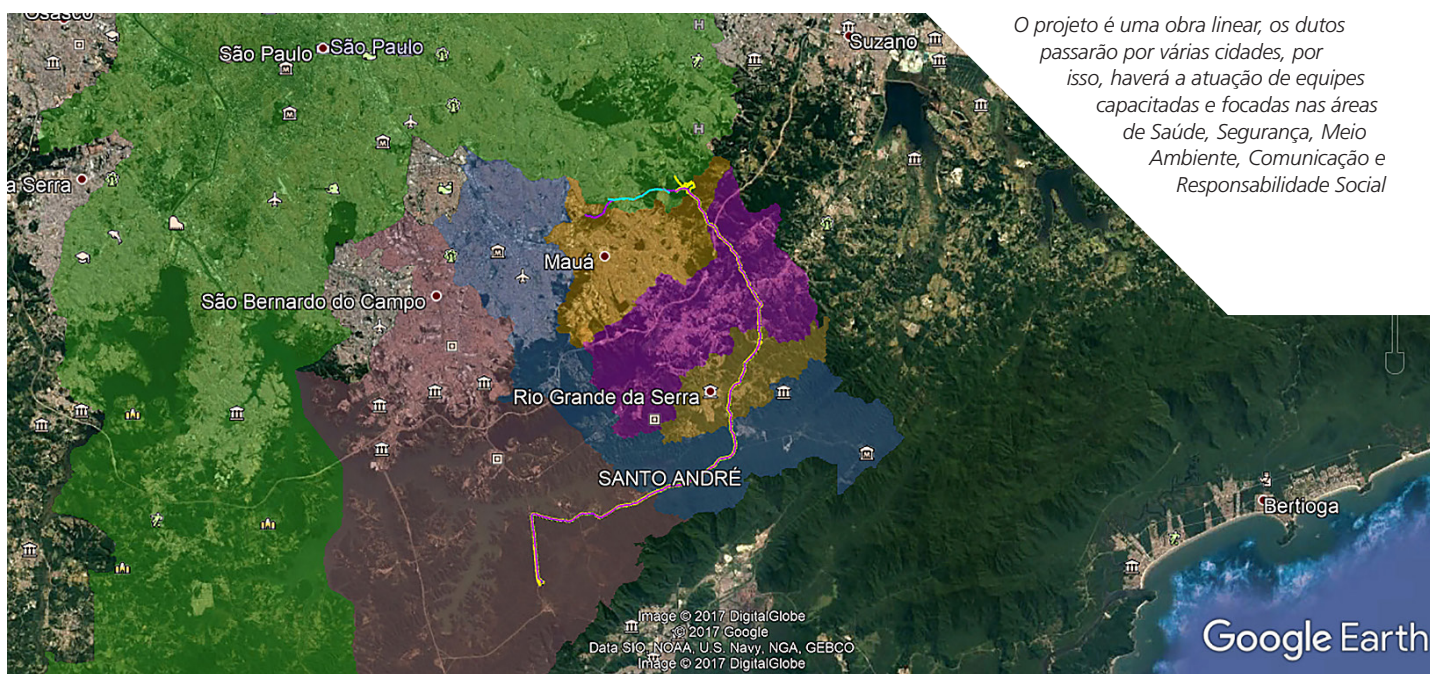 O projeto é uma obra linear, os dutos
passarão por várias cidades, por
isso, haverá a atuação de equipes
capacitadas e focadas nas áreas
de Saúde, Segurança, Meio
Ambiente, Comunicação e
Responsabilidade Social
Osasco
São Paulo
São Paulo
Suzano
a Serra
Mauá
São Bernardo do Campo
Rio Grande da Serra
SANTO ANDRÉ
Bertioga
Image © 2017 DigitalGlobe
© 2017 Google
Data SIO, NOAA, U.S. Navy, NGA, GEBCO
Image © 2017 DigitalGlobe
Google Earth